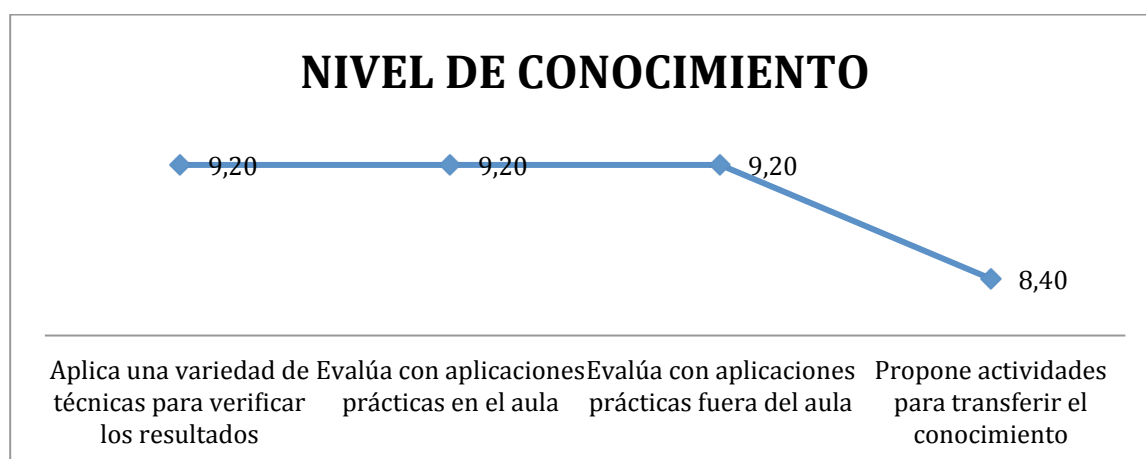 NIVEL DE CONOCIMIENTO
9,20
9,20
9,20
8,40
Aplica una variedad de
técnicas para verificar
los resultados
Evalúa con aplicaciones
prácticas en el aula
Evalúa con aplicaciones
prácticas fuera del aula
Propone actividades
para transferir el
conocimiento